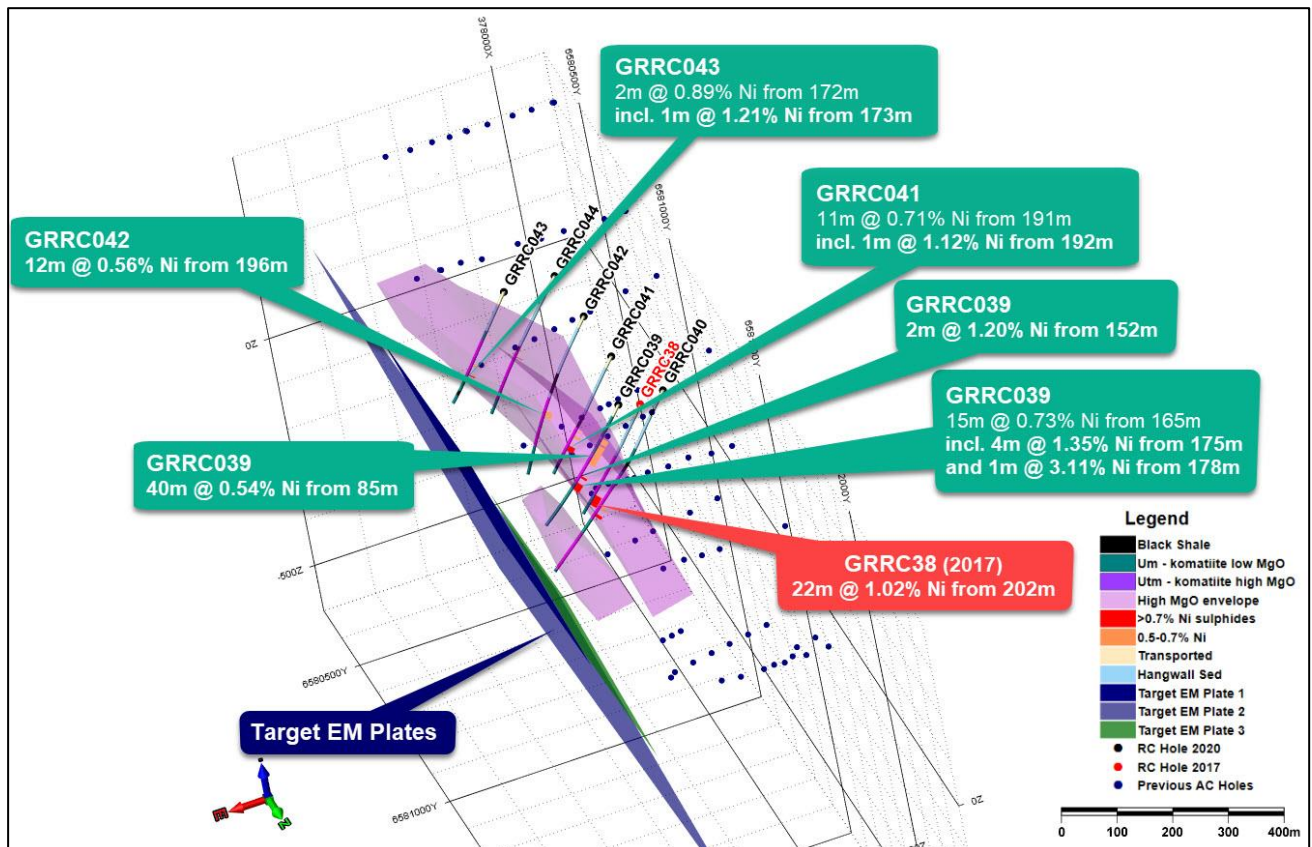 378000X
6580500Y
6581000Y
GRRC043
2m @ 0.89% Ni from 172m
incl. 1m @ 1.21% Ni from 173m
GRRC041
11m @ 0.71% Ni from 191m
incl. 1m @ 1.12% Ni from 192m
GRRC042
12m @ 0.56% Ni from 196m
GRRC039
2m @ 1.20% Ni from 152m
GRRC039
15m @ 0.73% Ni from 165m
incl. 4m @ 1.35% Ni from 175m
and 1m @ 3.11% Ni from 178m
GRRC039
40m @ 0.54% Ni from 85m
GRRC38 (2017)
22m @ 1.02% Ni from 202m
Target EM Plates
GRRC043
GRRC044
GRRC042
GRRC041
GRRC039
GRRC38
GRRC040
0Z
-500Z
6580500Y
6581000Y
0Z
Legend
Black Shale
Um - komatiite low MgO
Utm - komatiite high MgO
High MgO envelope
>0.7% Ni sulphides
0.5-0.7% Ni
Transported
Hangwall Sed
Target EM Plate 1
Target EM Plate 2
Target EM Plate 3
RC Hole 2020
RC Hole 2017
Previous AC Holes
0 100 200 300 400m
E
N